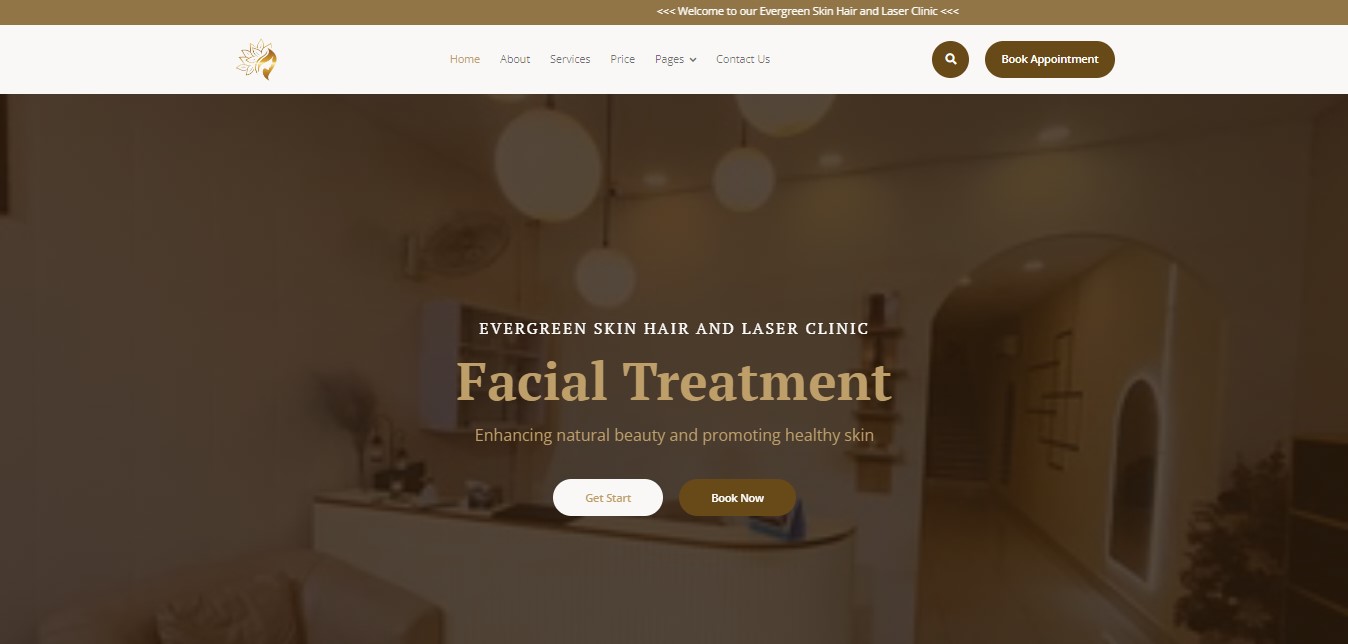 <<< Welcome to our Evergreen Skin Hair and Laser Clinic <<<
Home About Services Price Pages Contact Us
Book Appointment
EVERGREEN SKIN HAIR AND LASER CLINIC
Facial Treatment
Enhancing natural beauty and promoting healthy skin
Get Start Book Now